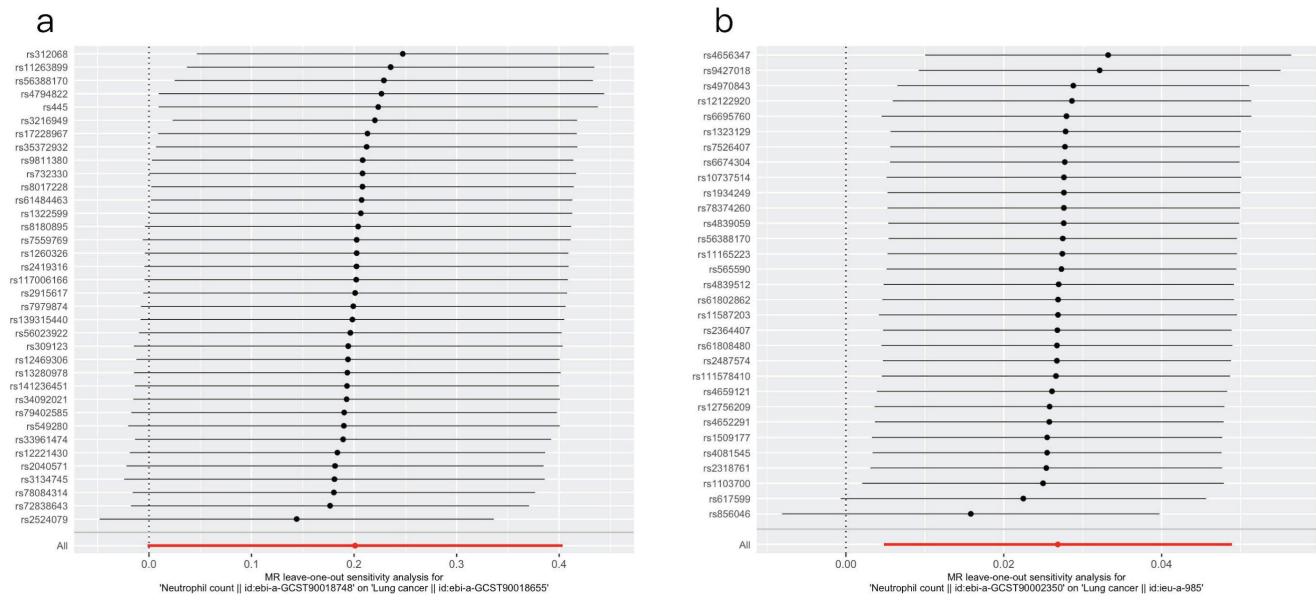 a
rs312068
rs11263899
rs56388170
rs4794822
rs445
rs3216949
rs17228967
rs35372932
rs9811380
rs732330
rs8017228
rs61484463
rs1322599
rs8180895
rs7559769
rs1260326
rs2419316
rs117006166
rs2915617
rs7979874
rs139315440
rs56023922
rs309123
rs12469306
rs13280978
rs141236451
rs34092021
rs79402585
rs549280
rs33961474
rs12221430
rs2040571
rs3134745
rs78084314
rs72838643
rs2524079
All
0.0 0.1 0.2 0.3 0.4
MR leave-one-out sensitivity analysis for
'Neutrophil count || id:ebi-a-GCST90018748' on 'Lung cancer || id:ebi-a-GCST90018655'
b
rs4656347
rs9427018
rs4970843
rs12122920
rs6695760
rs1323129
rs7526407
rs6674304
rs10737514
rs1934249
rs78374260
rs4839059
rs56388170
rs11165223
rs565590
rs4839512
rs61802862
rs11587203
rs2364407
rs61808480
rs2487574
rs111578410
rs4659121
rs12756209
rs4652291
rs1509177
rs4081545
rs2318761
rs1103700
rs617599
rs856046
All
0.00 0.02 0.04
MR leave-one-out sensitivity analysis for
'Neutrophil count || id:ebi-a-GCST90002350' on 'Lung cancer || id:ieu-a-985'